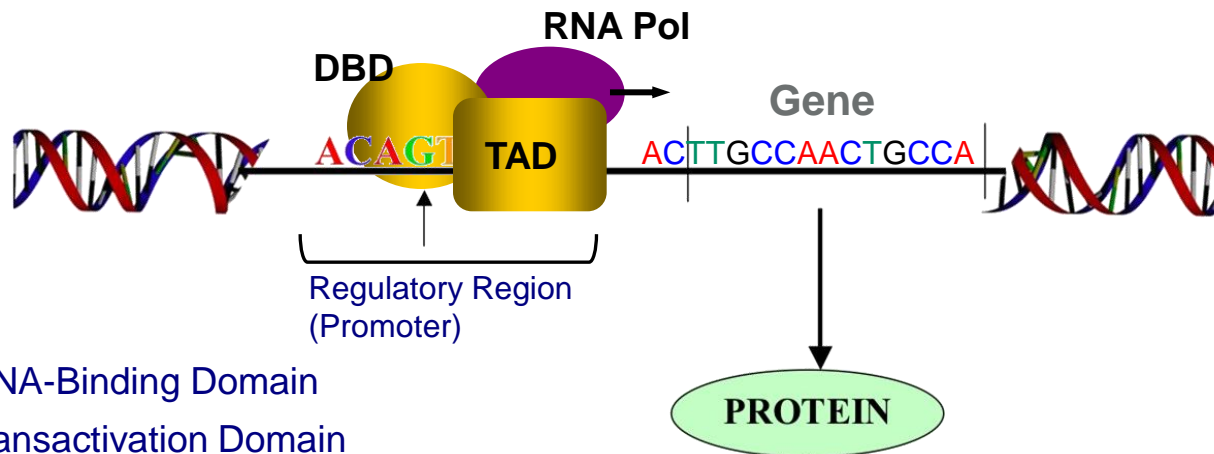 RNA Pol
DBD
Gene
ACAGT
TAD
ACTTGCCAACTGCCA
Regulatory Region
(Promoter)
NA-Binding Domain
ansactivation Domain
PROTEIN